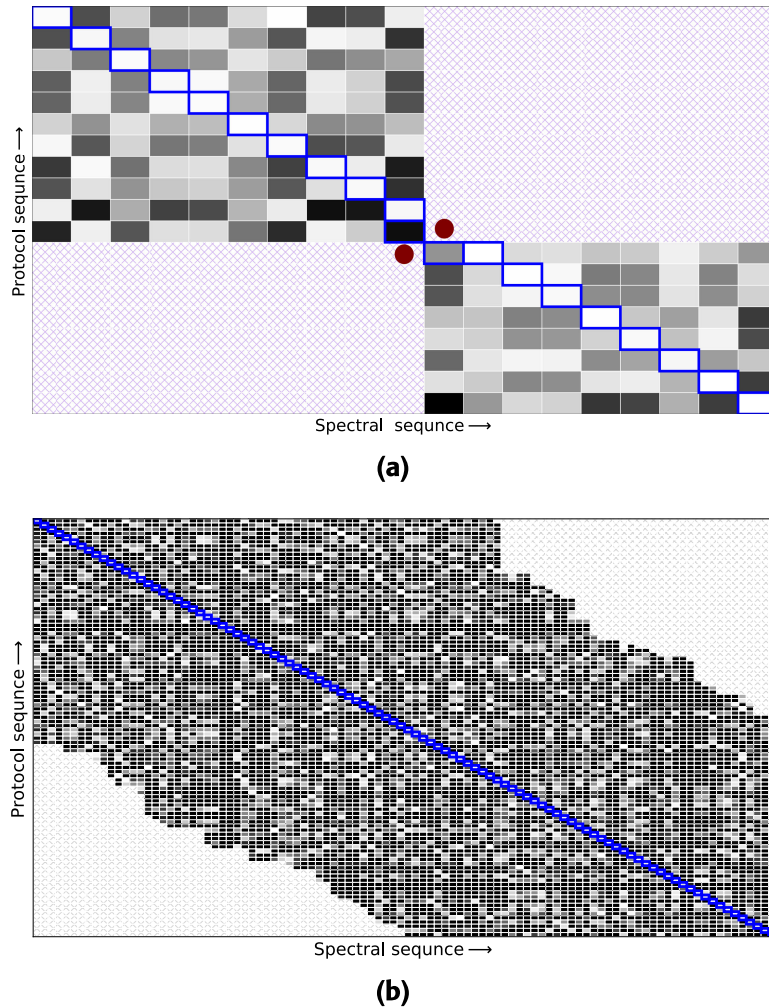 Protocol sequnce →
Spectral sequnce →
(a)
Protocol sequnce →
Spectral sequnce →
(b)